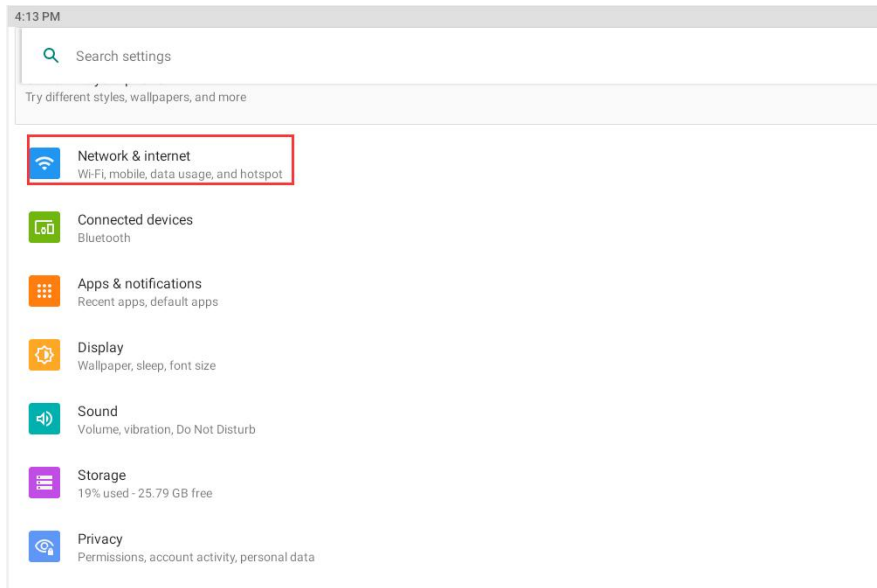 4:13 PM
Search settings
Try different styles, wallpapers, and more
Network & internet
Wi-Fi, mobile, data usage, and hotspot
Connected devices
Bluetooth
Apps & notifications
Recent apps, default apps
Display
Wallpaper, sleep, font size
Sound
Volume, vibration, Do Not Disturb
Storage
19% used - 25.79 GB free
Privacy
Permissions, account activity, personal data